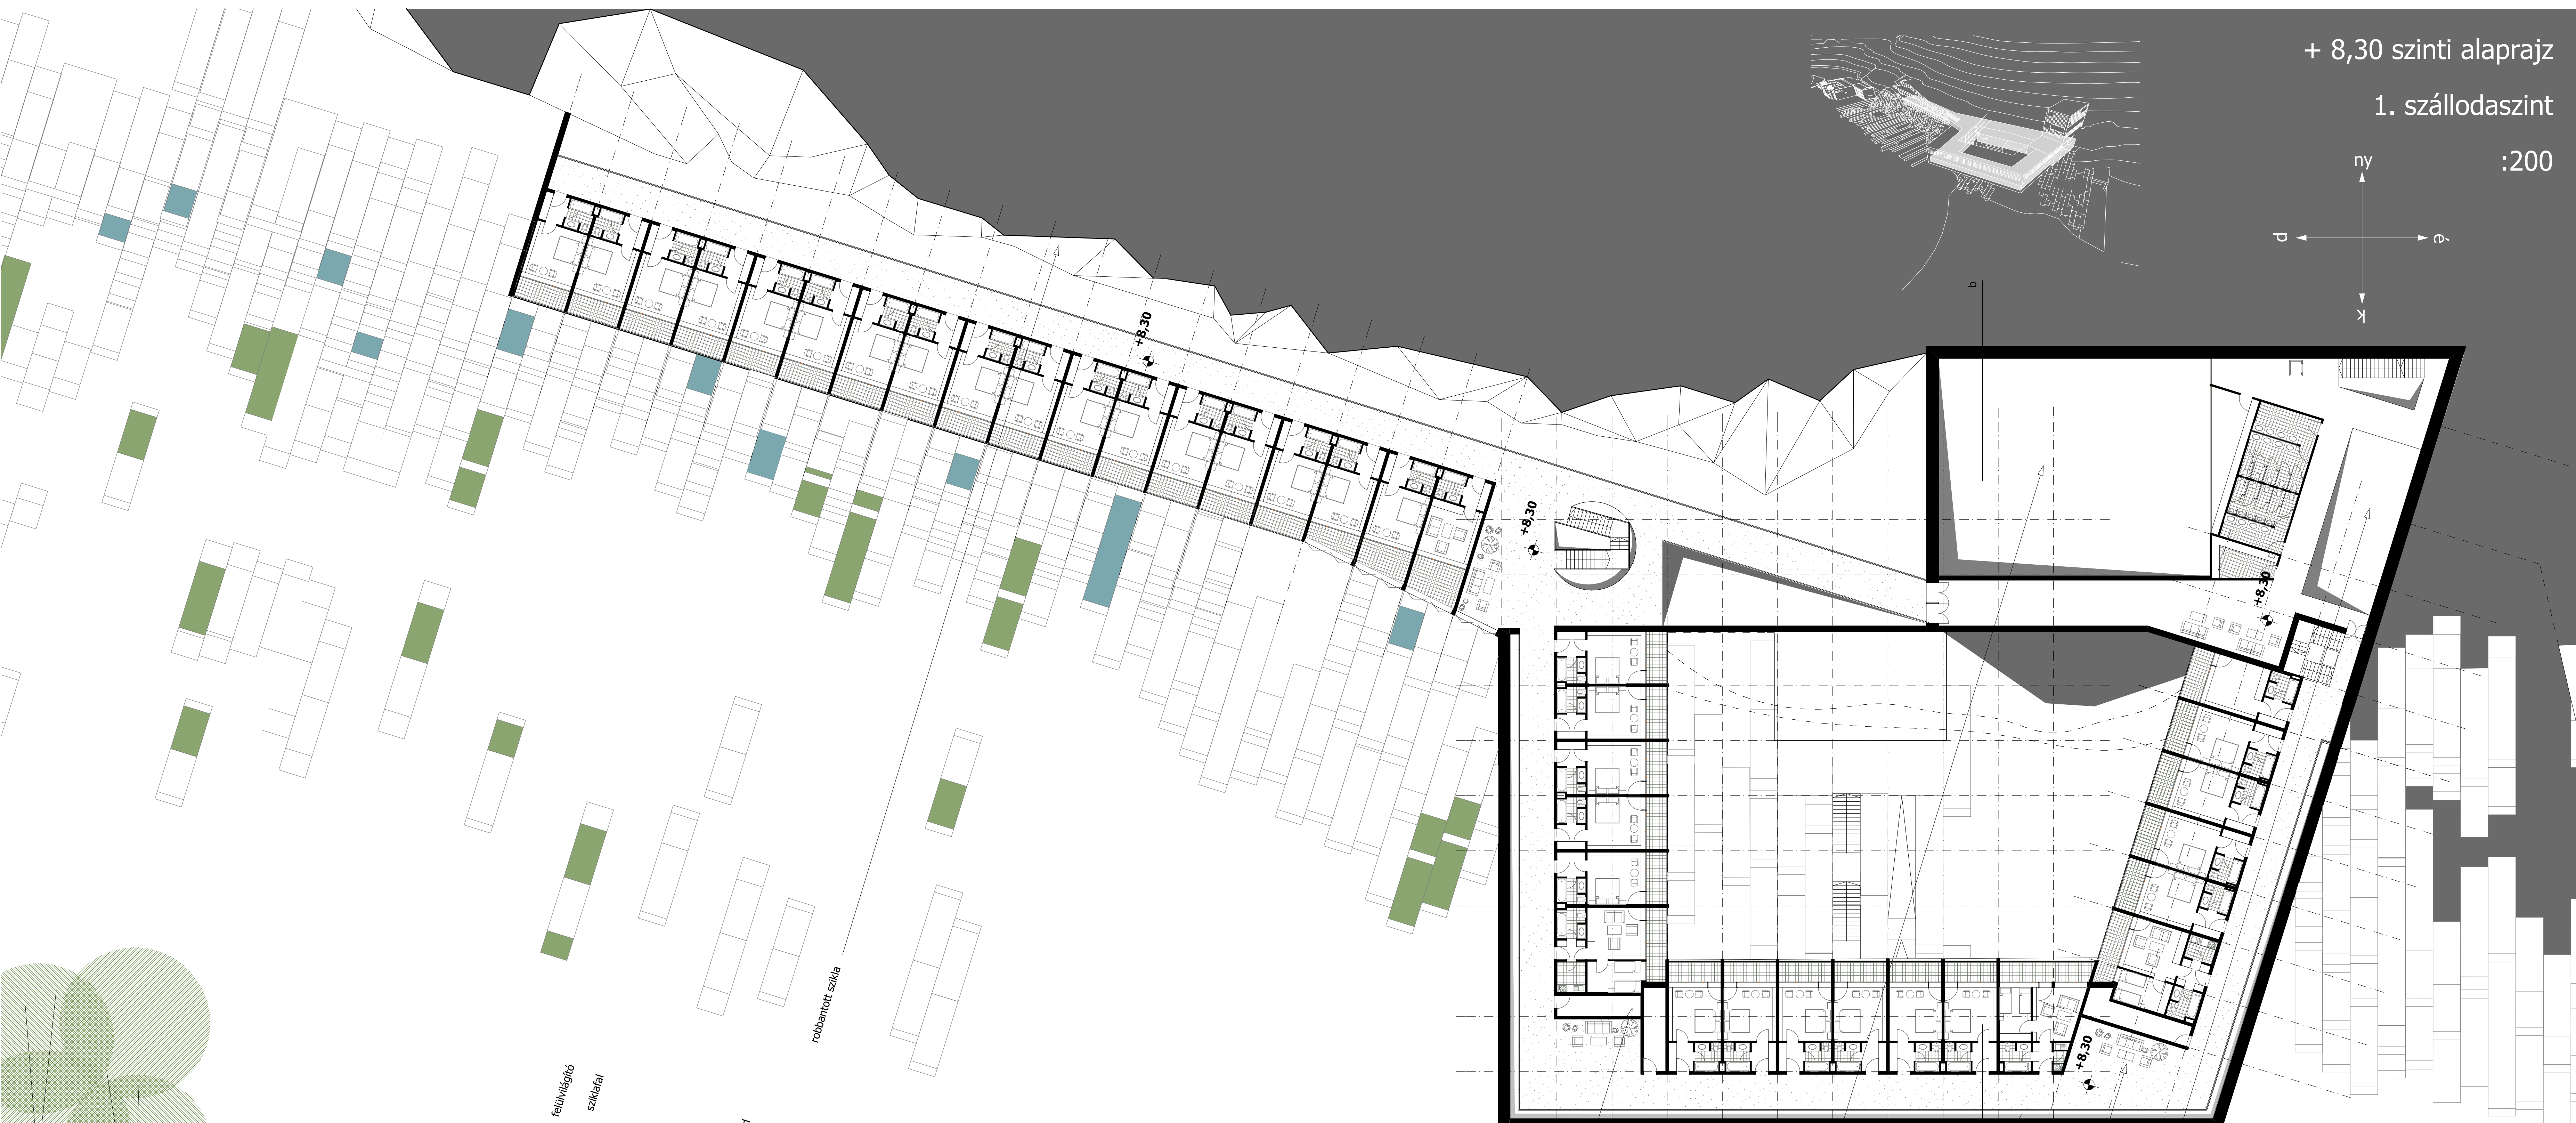 + 8,30 szinti alaprajz
1. szállodaszint
:200
ny
p
é
k
b
+8,30
+8,30
+8,30
+8,30
robbantott szikla
felülvilágító
sziklafal